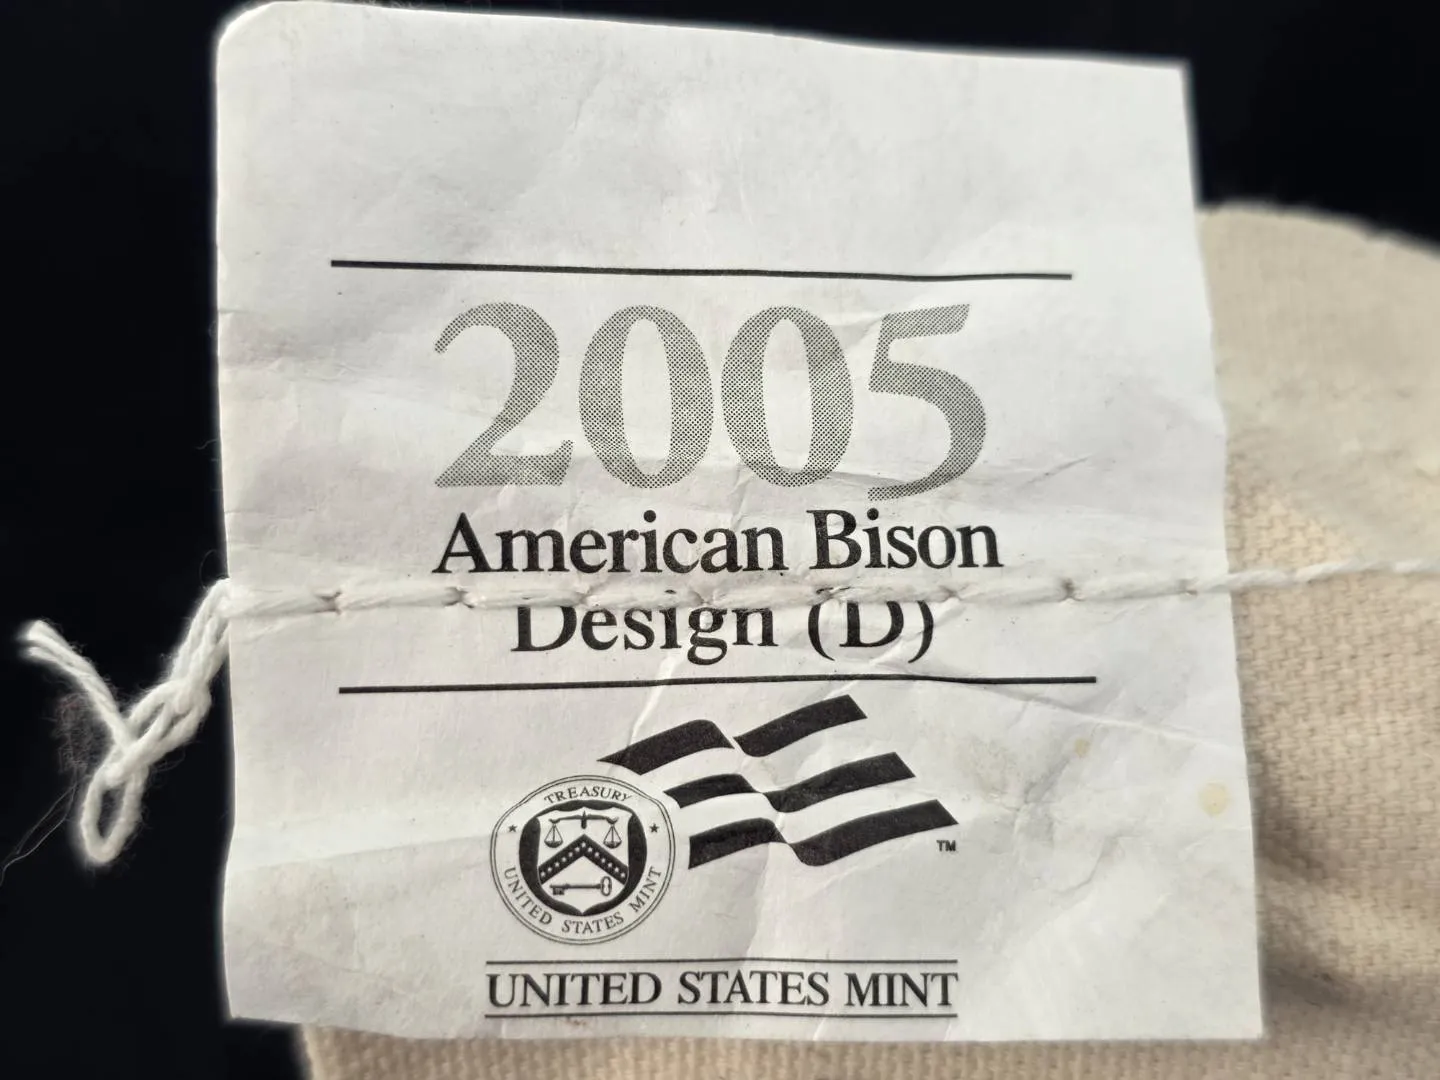 2005
American Bison
Design (D)
TREASURY
UNITED STATES MINT
TM
UNITED STATES MINT